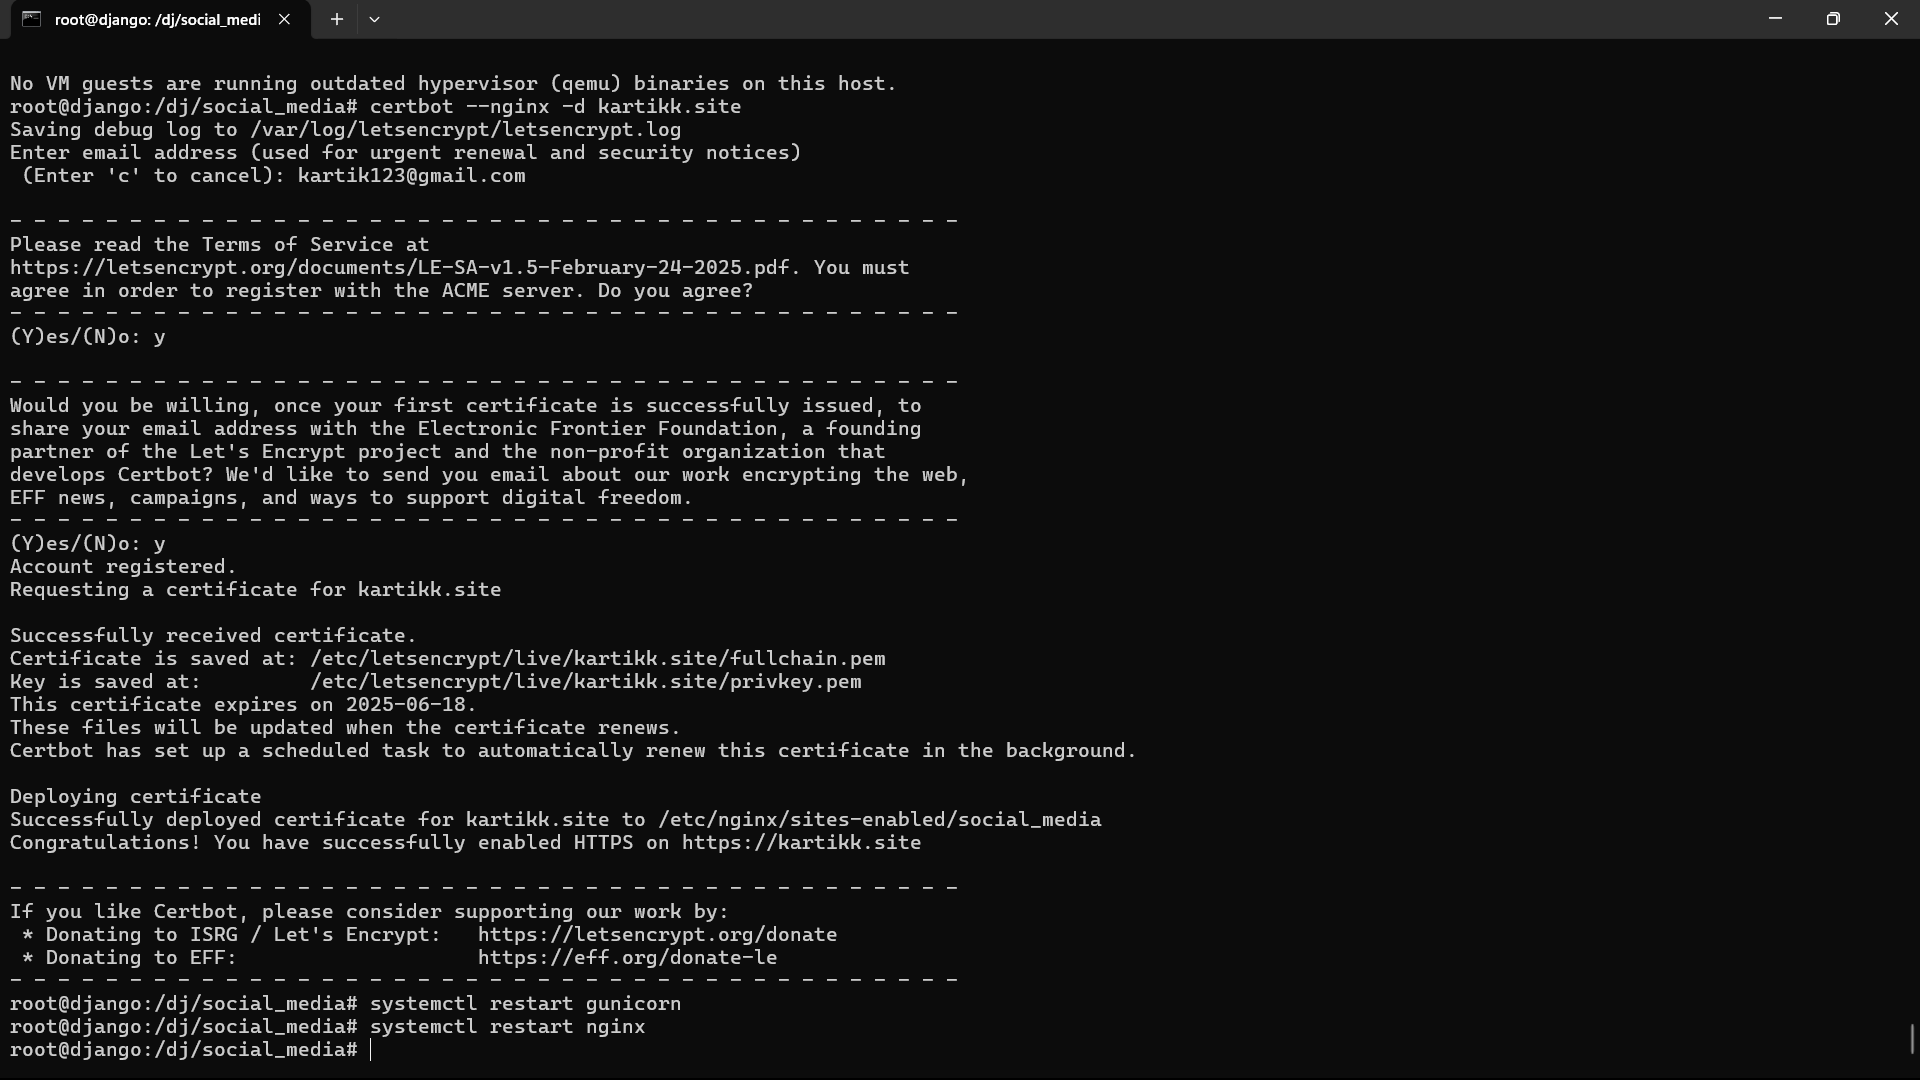 root@django: /dj/social_medi
No VM guests are running outdated hypervisor (qemu) binaries on this host.
root@django:/dj/social_media# certbot --nginx -d kartikk.site
Saving debug log to /var/log/letsencrypt/letsencrypt.log
Enter email address (used for urgent renewal and security notices)
 (Enter 'c' to cancel): kartik123@gmail.com
- - - - - - - - - - - - - - - - - - - - - - - - - - - - - - - - - - - - - - - -
Please read the Terms of Service at
https://letsencrypt.org/documents/LE-SA-v1.5-February-24-2025.pdf. You must
agree in order to register with the ACME server. Do you agree?
- - - - - - - - - - - - - - - - - - - - - - - - - - - - - - - - - - - - - - - -
(Y)es/(N)o: y
- - - - - - - - - - - - - - - - - - - - - - - - - - - - - - - - - - - - - - - -
Would you be willing, once your first certificate is successfully issued, to
share your email address with the Electronic Frontier Foundation, a founding
partner of the Let's Encrypt project and the non-profit organization that
develops Certbot? We'd like to send you email about our work encrypting the web,
EFF news, campaigns, and ways to support digital freedom.
- - - - - - - - - - - - - - - - - - - - - - - - - - - - - - - - - - - - - - - -
(Y)es/(N)o: y
Account registered.
Requesting a certificate for kartikk.site
Successfully received certificate.
Certificate is saved at: /etc/letsencrypt/live/kartikk.site/fullchain.pem
Key is saved at:         /etc/letsencrypt/live/kartikk.site/privkey.pem
This certificate expires on 2025-06-18.
These files will be updated when the certificate renews.
Certbot has set up a scheduled task to automatically renew this certificate in the background.
Deploying certificate
Successfully deployed certificate for kartikk.site to /etc/nginx/sites-enabled/social_media
Congratulations! You have successfully enabled HTTPS on https://kartikk.site
- - - - - - - - - - - - - - - - - - - - - - - - - - - - - - - - - - - - - - - -
If you like Certbot, please consider supporting our work by:
 * Donating to ISRG / Let's Encrypt:   https://letsencrypt.org/donate
 * Donating to EFF:                    https://eff.org/donate-le
- - - - - - - - - - - - - - - - - - - - - - - - - - - - - - - - - - - - - - - -
root@django:/dj/social_media# systemctl restart gunicorn
root@django:/dj/social_media# systemctl restart nginx
root@django:/dj/social_media#